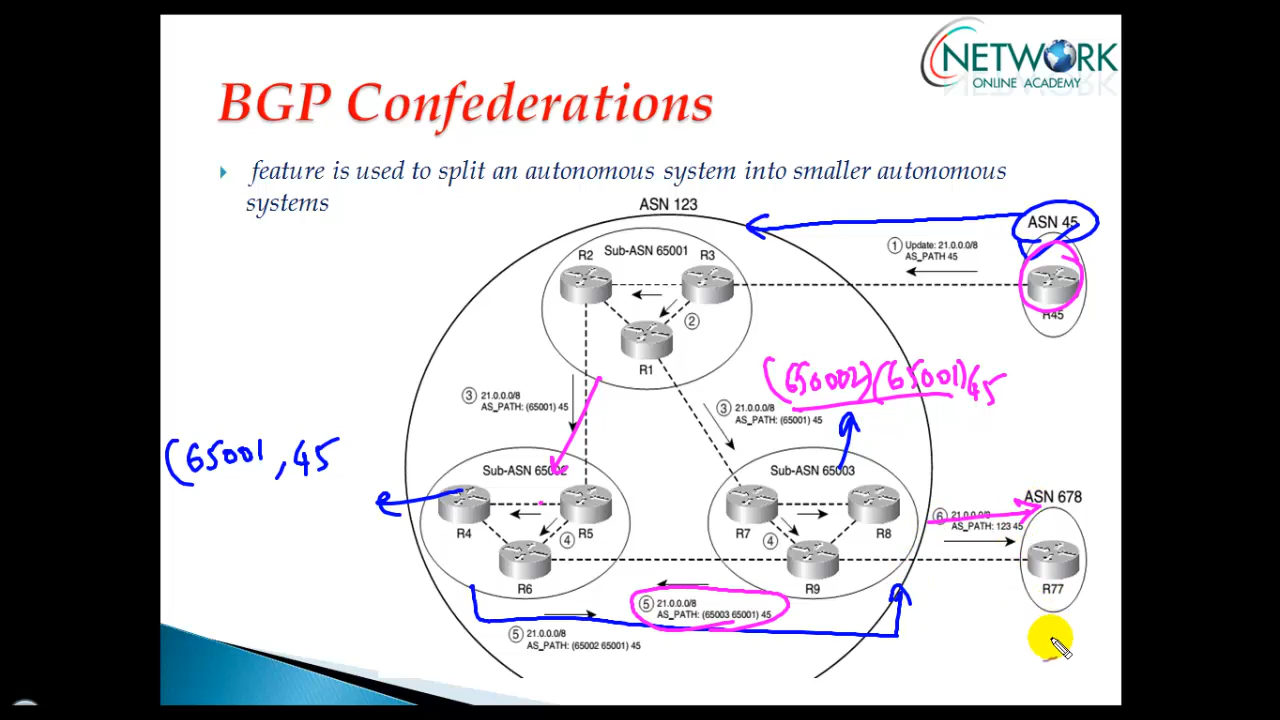 NETWORK
ONLINE ACADEMY
BGP Confederations
feature is used to split an autonomous system into smaller autonomous
systems
ASN 123
ASN 45
Sub-ASN 65001
R2
R3
① Update: 21.0.0.0/8
AS_PATH 45
②
R1
R45
(65002)(65001)45
③ 21.0.0.0/8
AS_PATH: (65001) 45
③ 21.0.0.0/8
AS_PATH: (65001) 45
(65001,45
Sub-ASN 65002
Sub-ASN 65003
ASN 678
R4
R5
④
R6
R7
R8
④
R9
⑥ 21.0.0.0/8
AS_PATH: 123 45
R77
⑤ 21.0.0.0/8
AS_PATH: (65003 65001) 45
⑤ 21.0.0.0/8
AS_PATH: (65002 65001) 45